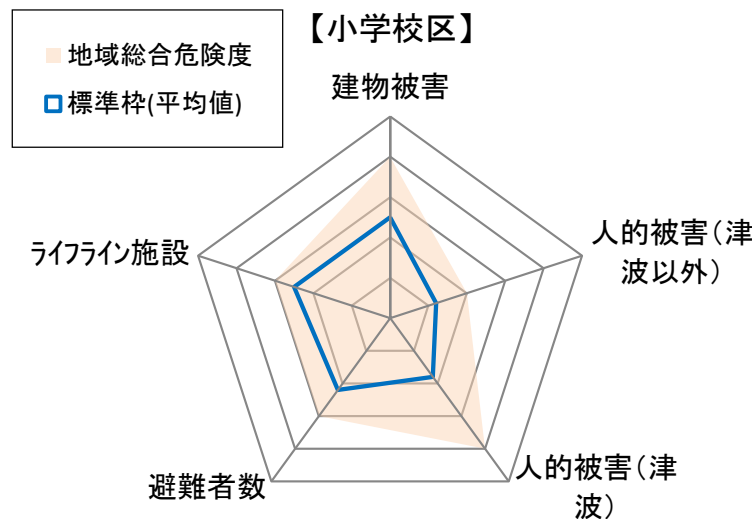 【小学校区】
地域総合危険度
標準枠(平均値)
建物被害
人的被害（津
波以外）
人的被害（津
波）
避難者数
ライフライン施設